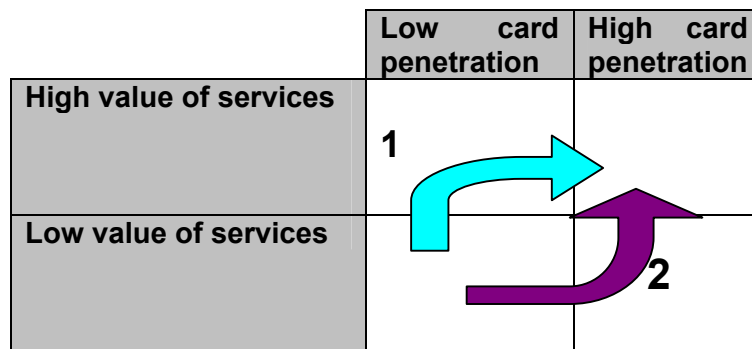 Low card
penetration
High card
penetration
High value of services
1
Low value of services
2